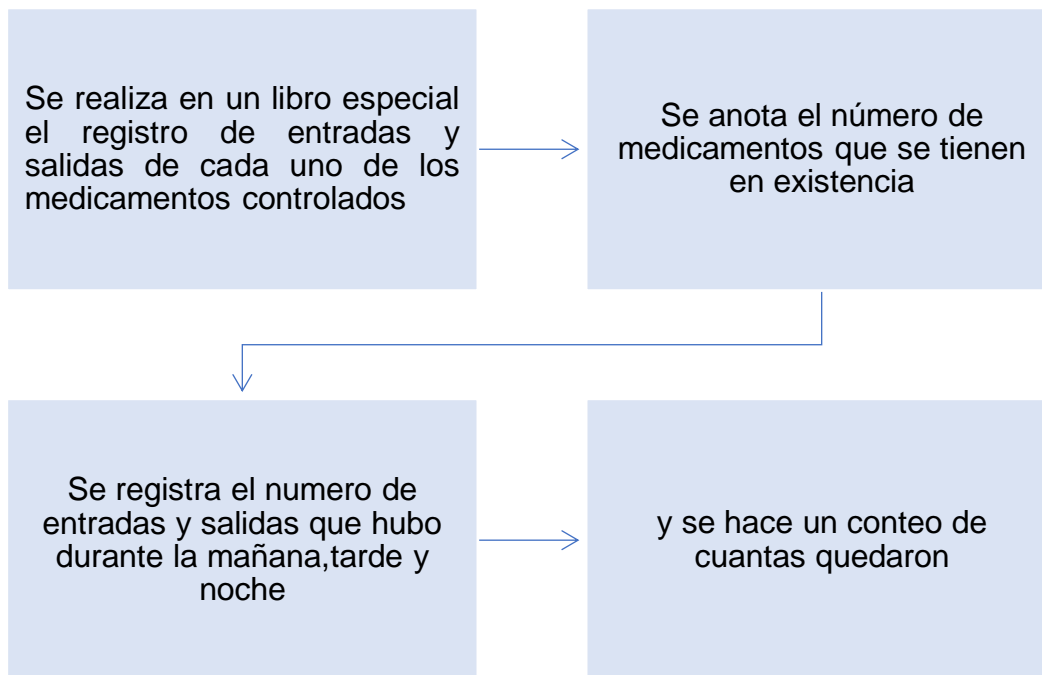 Se realiza en un libro especial
el registro de entradas y
salidas de cada uno de los
medicamentos controlados
Se anota el número de
medicamentos que se tienen
en existencia
Se registra el numero de
entradas y salidas que hubo
durante la mañana,tarde y
noche
y se hace un conteo de
cuantas quedaron